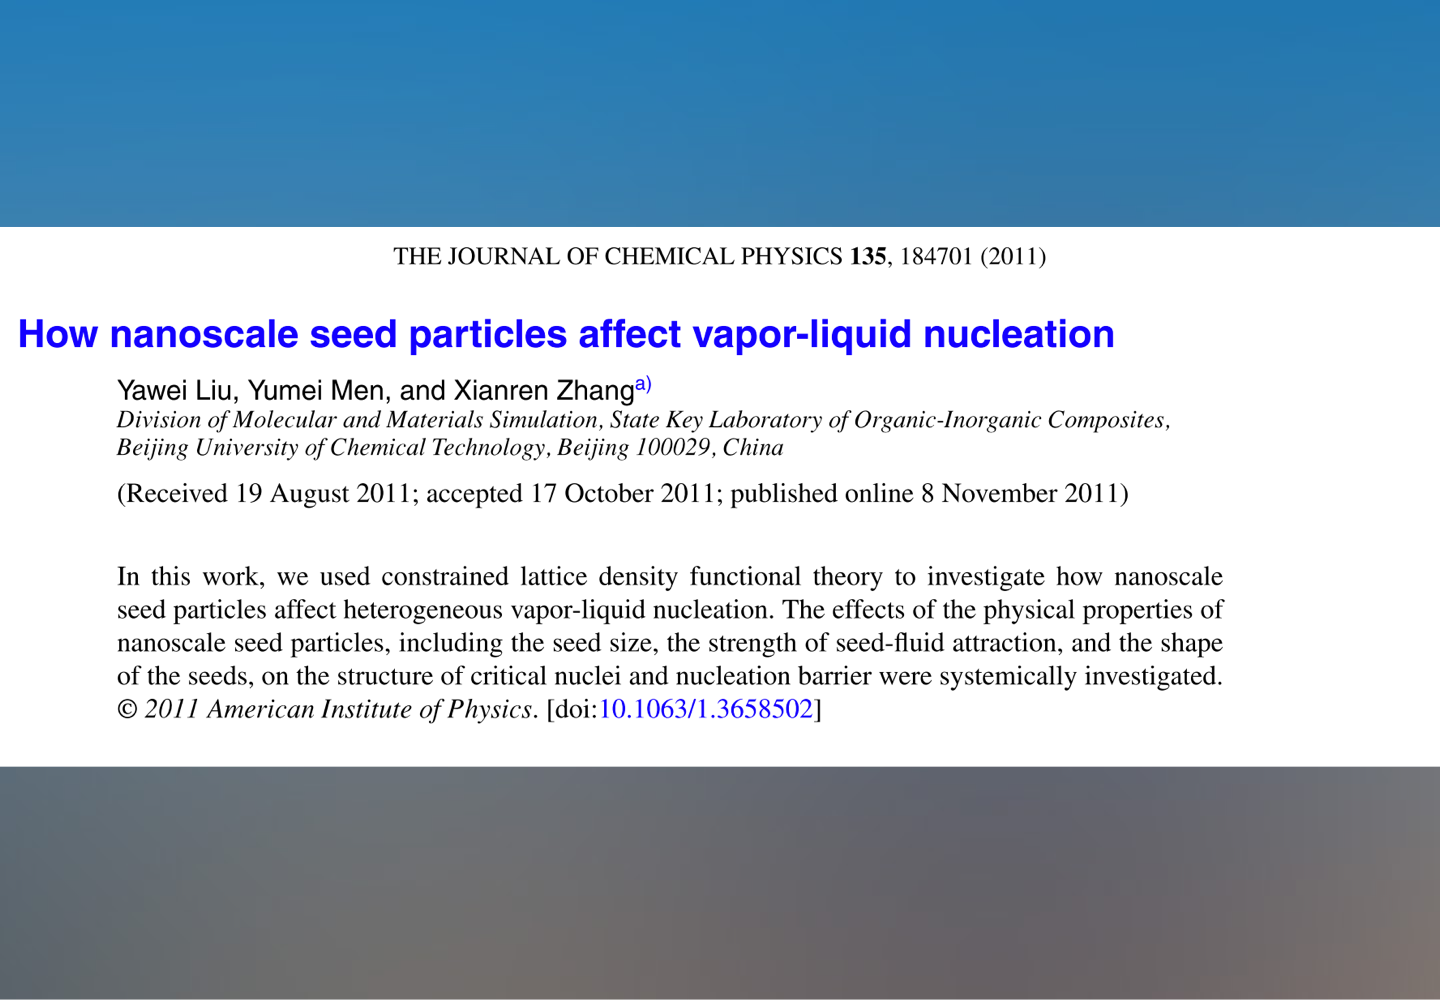 THE JOURNAL OF CHEMICAL PHYSICS 135, 184701 (2011)
How nanoscale seed particles affect vapor-liquid nucleation
Yawei Liu, Yumei Men, and Xianren Zhang a)
Division of Molecular and Materials Simulation, State Key Laboratory of Organic-Inorganic Composites,
Beijing University of Chemical Technology, Beijing 100029, China
(Received 19 August 2011; accepted 17 October 2011; published online 8 November 2011)
In this work, we used constrained lattice density functional theory to investigate how nanoscale
seed particles affect heterogeneous vapor-liquid nucleation. The effects of the physical properties of
nanoscale seed particles, including the seed size, the strength of seed-fluid attraction, and the shape
of the seeds, on the structure of critical nuclei and nucleation barrier were systemically investigated.
© 2011 American Institute of Physics. [doi:10.1063/1.3658502]